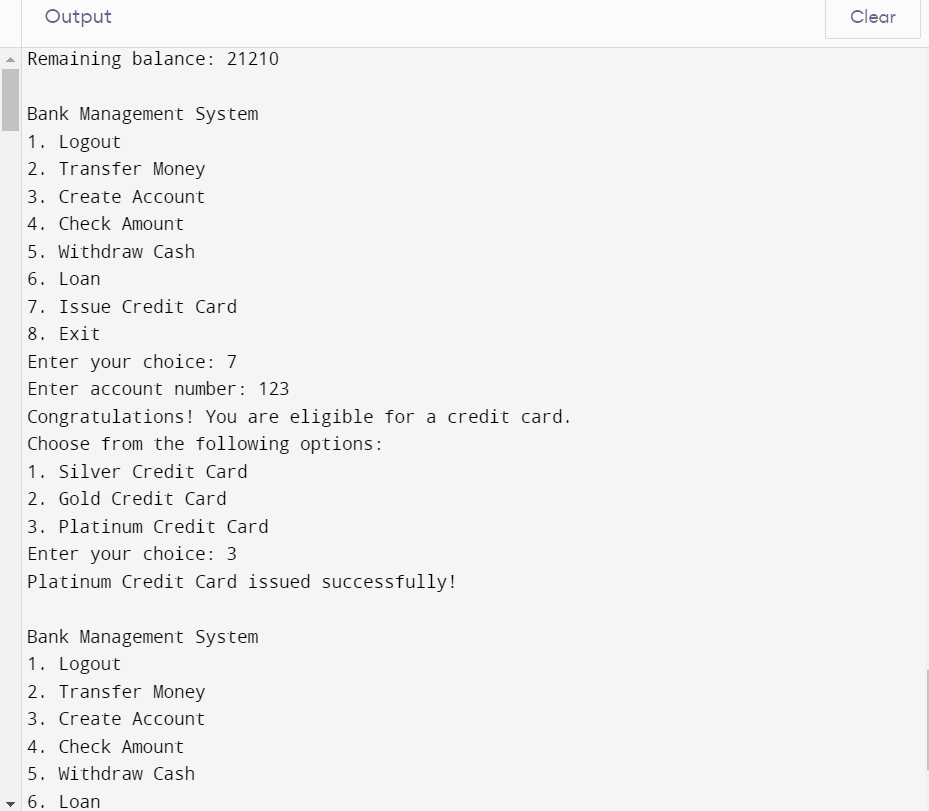 Output
Clear
Remaining balance: 21210
Bank Management System
1. Logout
2. Transfer Money
3. Create Account
4. Check Amount
5. Withdraw Cash
6. Loan
7. Issue Credit Card
8. Exit
Enter your choice: 7
Enter account number: 123
Congratulations! You are eligible for a credit card.
Choose from the following options:
1. Silver Credit Card
2. Gold Credit Card
3. Platinum Credit Card
Enter your choice: 3
Platinum Credit Card issued successfully!
Bank Management System
1. Logout
2. Transfer Money
3. Create Account
4. Check Amount
5. Withdraw Cash
6. Loan